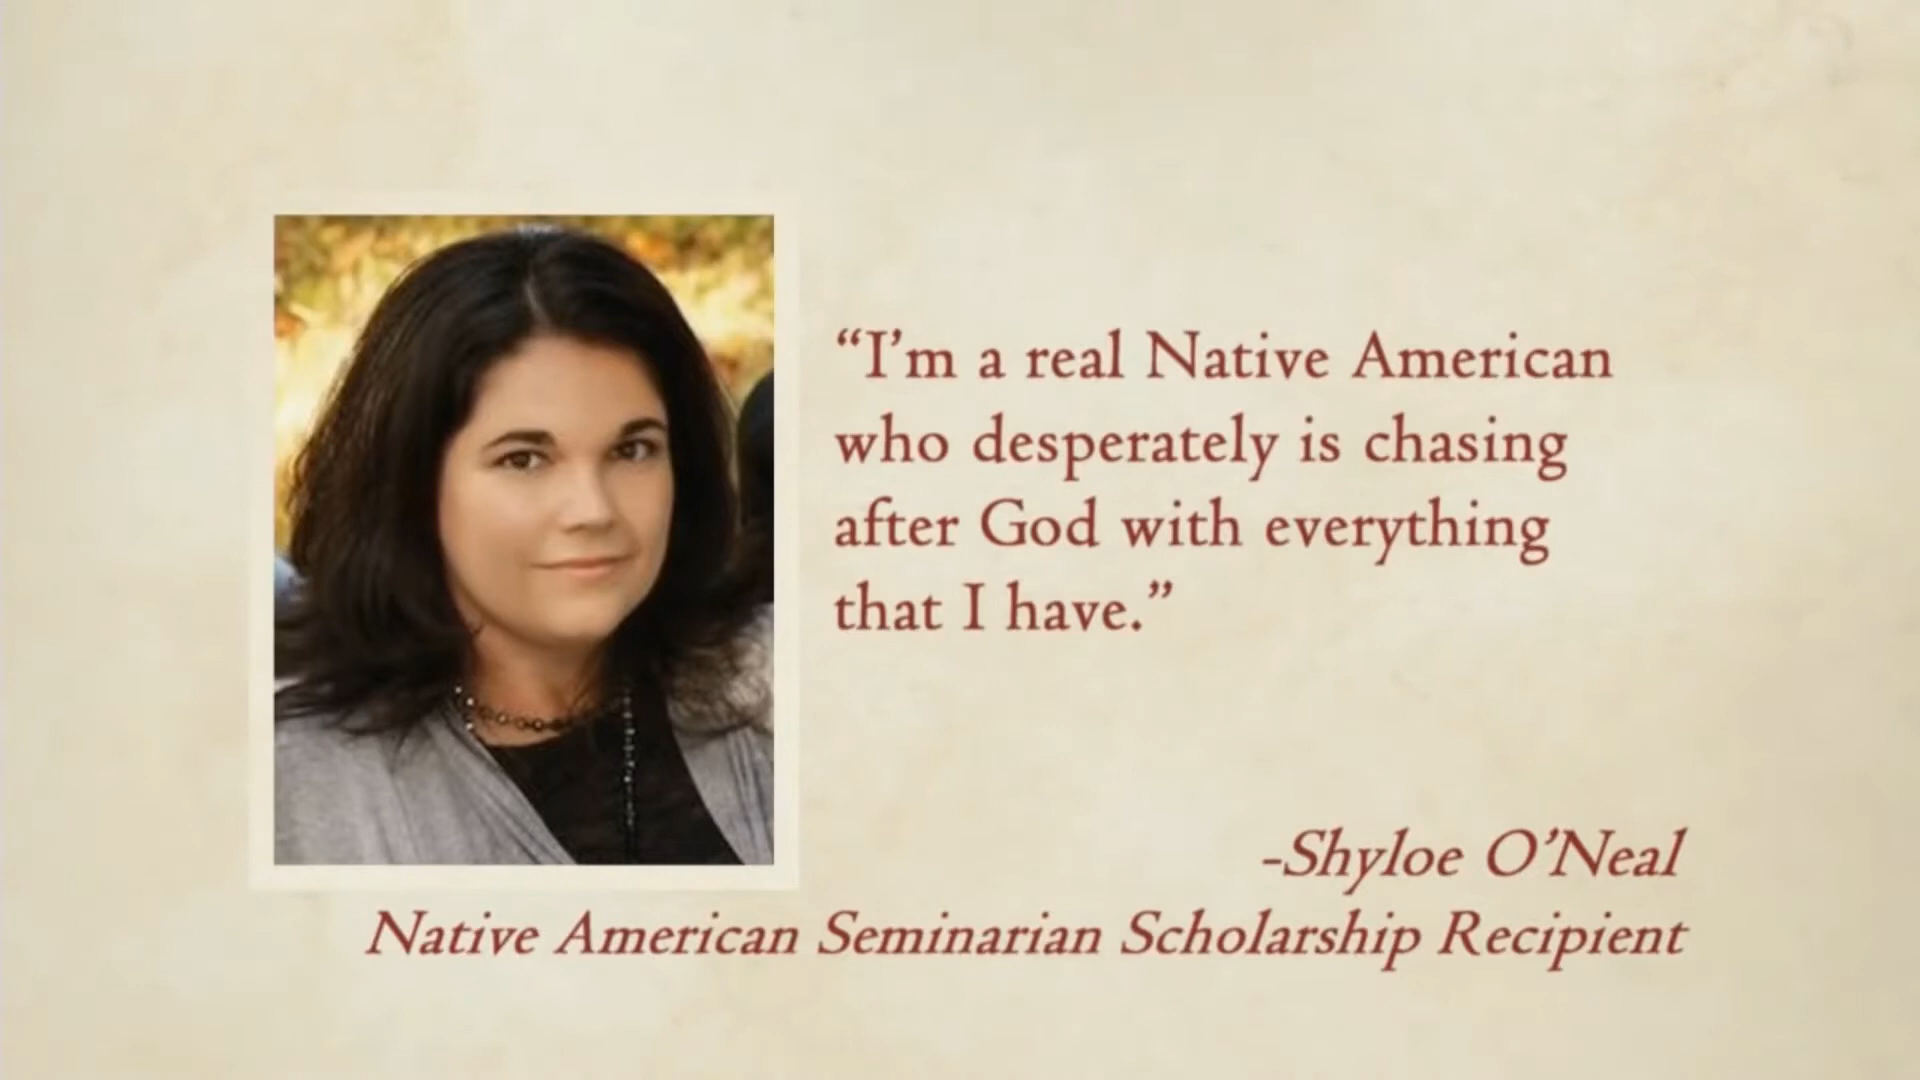 “I’m a real Native American
who desperately is chasing
after God with everything
that I have.”
-Shyloe O’Neal
Native American Seminarian Scholarship Recipient